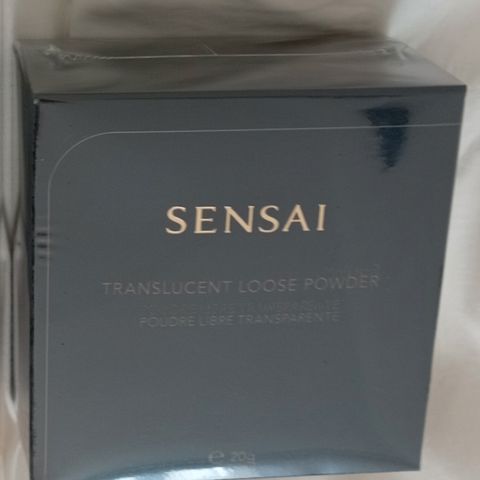 SENSAI
TRANSLUCENT LOOSE POWDER
POUDRE LIBRE TRANSPARENTE
℮ 20g